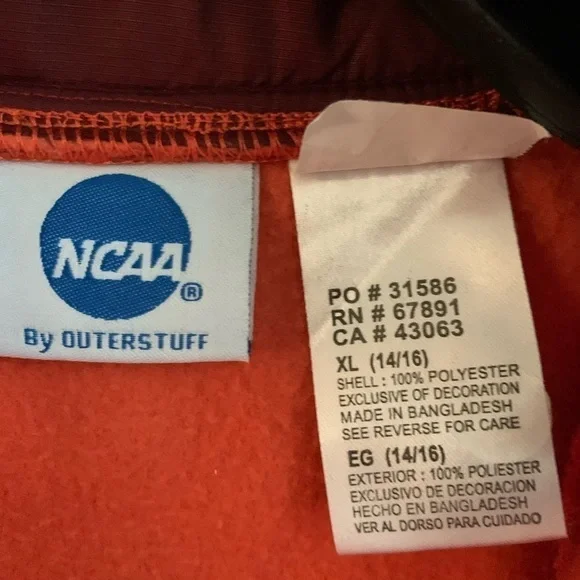 NCAA®
By OUTERSTUFF
PO # 31586
RN # 67891
CA # 43063
XL (14/16)
SHELL : 100% POLYESTER
EXCLUSIVE OF DECORATION
MADE IN BANGLADESH
SEE REVERSE FOR CARE
EG (14/16)
EXTERIOR : 100% POLIESTER
EXCLUSIVO DE DECORACION
HECHO EN BANGLADESH
VER AL DORSO PARA CUIDADO